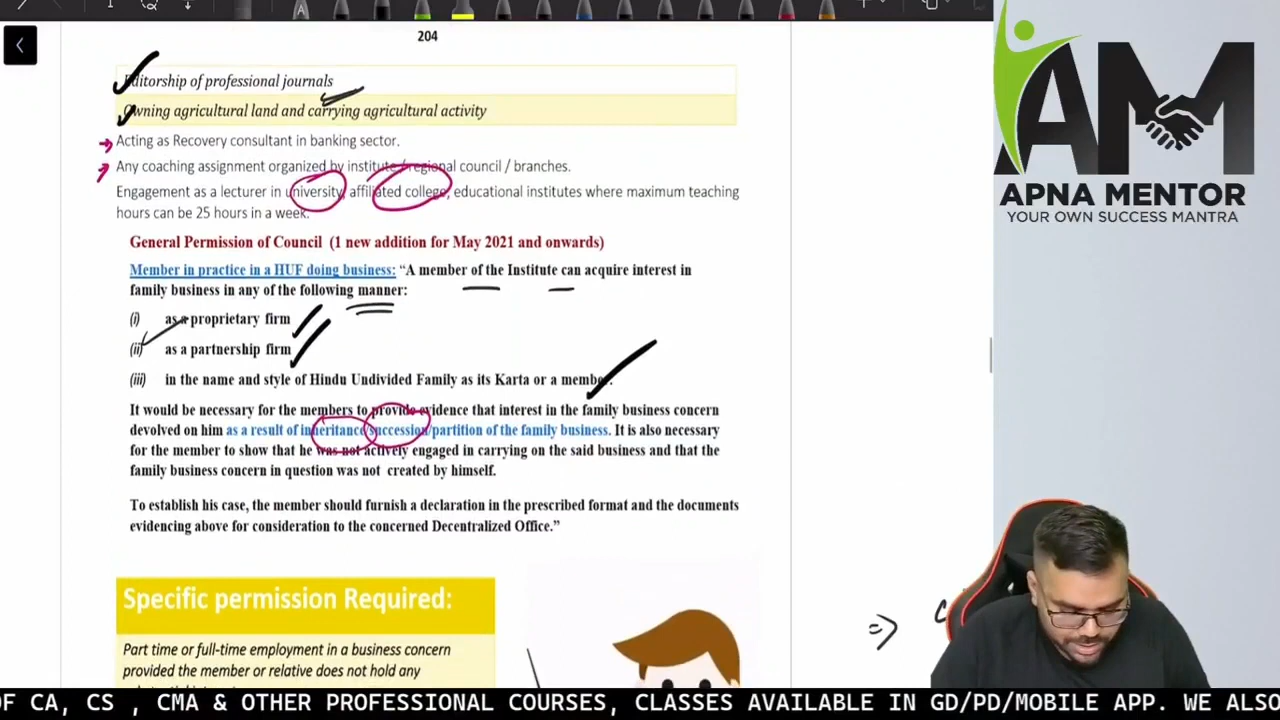 204
Editorship of professional journals
Owning agricultural land and carrying agricultural activity
Acting as Recovery consultant in banking sector.
Any coaching assignment organized by institute/regional council / branches.
Engagement as a lecturer in university, affiliated college, educational institutes where maximum teaching
hours can be 25 hours in a week.
General Permission of Council (1 new addition for May 2021 and onwards)
Member in practice in a HUF doing business: “A member of the Institute can acquire interest in
family business in any of the following manner:
(i) as a proprietary firm
(ii) as a partnership firm
(iii) in the name and style of Hindu Undivided Family as its Karta or a member.
It would be necessary for the members to provide evidence that interest in the family business concern
devolved on him as a result of inheritance/succession/partition of the family business. It is also necessary
for the member to show that he was not actively engaged in carrying on the said business and that the
family business concern in question was not created by himself.
To establish his case, the member should furnish a declaration in the prescribed format and the documents
evidencing above for consideration to the concerned Decentralized Office.”
Specific permission Required:
Part time or full-time employment in a business concern
provided the member or relative does not hold any
AM
APNA MENTOR
YOUR OWN SUCCESS MANTRA
OF CA, CS , CMA & OTHER PROFESSIONAL COURSES, CLASSES AVAILABLE IN GD/PD/MOBILE APP. WE ALSO